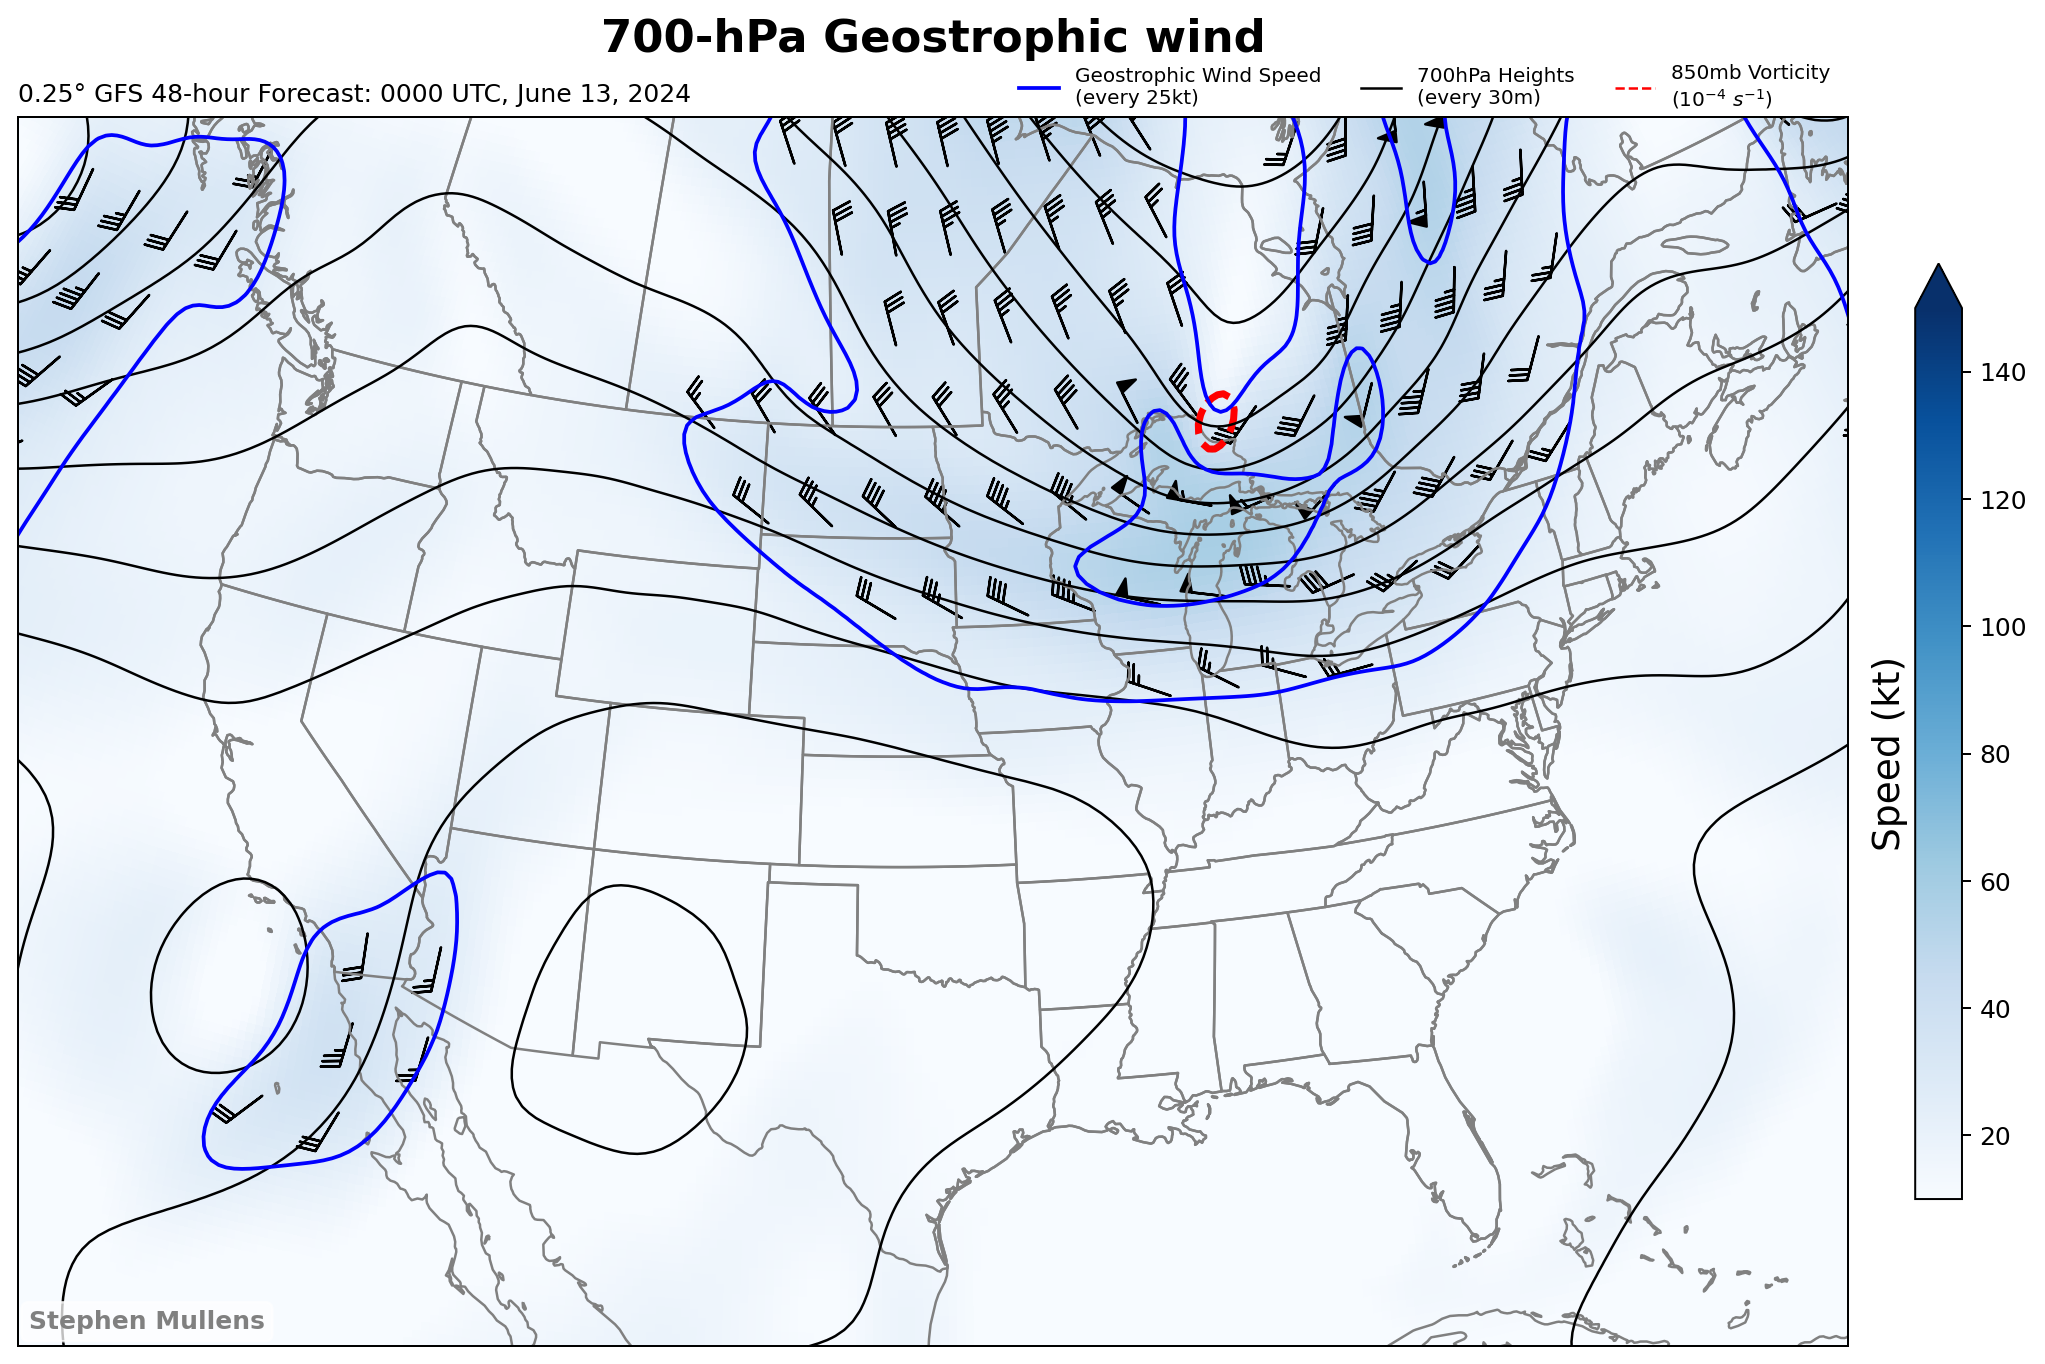 700-hPa Geostrophic wind
0.25° GFS 48-hour Forecast: 0000 UTC, June 13, 2024
Geostrophic Wind Speed
(every 25kt)
700hPa Heights
(every 30m)
850mb Vorticity
(10⁻⁴ s⁻¹)
140
120
100
80
60
40
20
Speed (kt)
Stephen Mullens